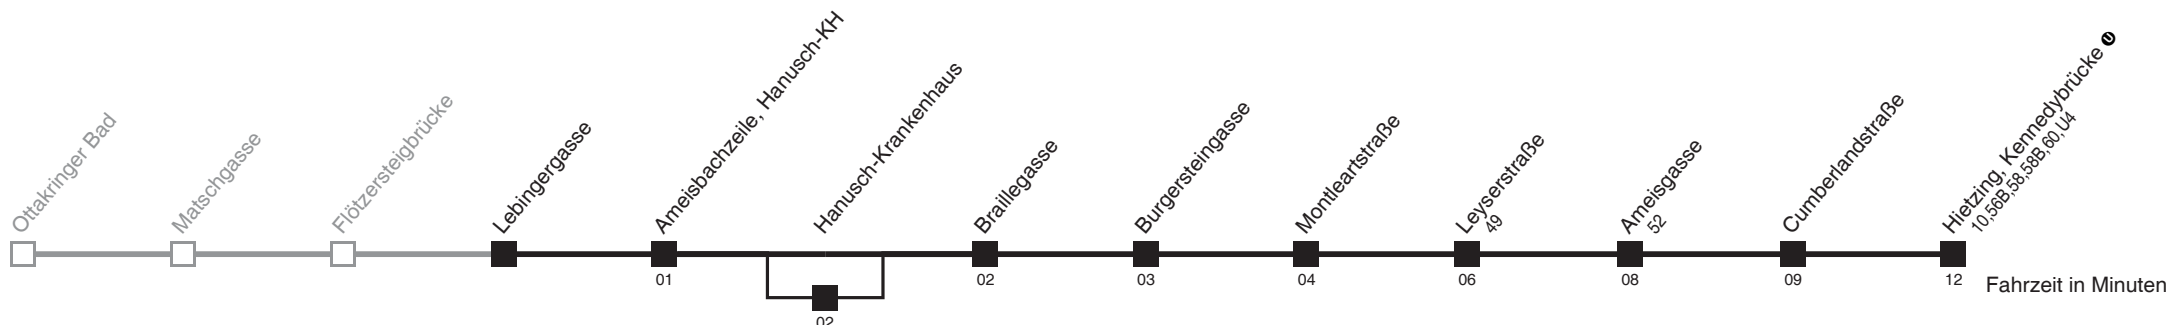 Ottakringer Bad
Matschgasse
Flötzersteigbrücke
Lebingergasse
Ameisbachzeile, Hanusch-KH
Hanusch-Krankenhaus
Braillegasse
Burgersteingasse
Montleartstraße
Leyserstraße
49
Ameisgasse
52
Cumberlandstraße
Hietzing, Kennedybrücke U
10,56B,58,58B,60,U4
01
02
02
03
04
06
08
09
12
Fahrzeit in Minuten